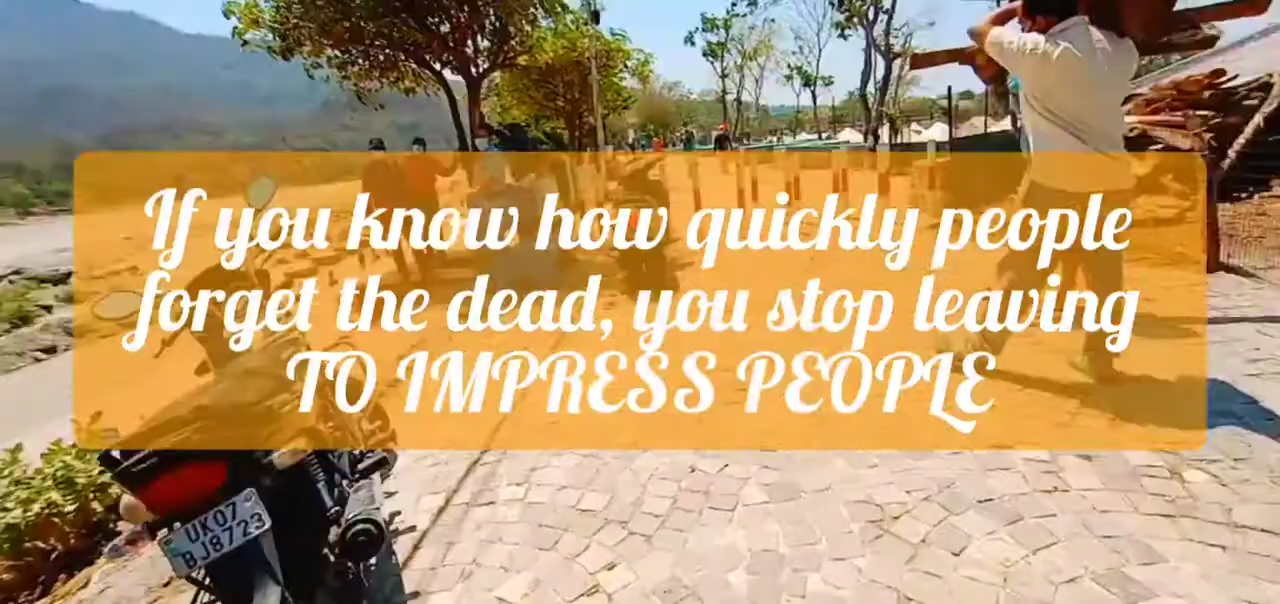 If you know how quickly people
forget the dead, you stop leaving
TO IMPRESS PEOPLE
UK07
BJ8723